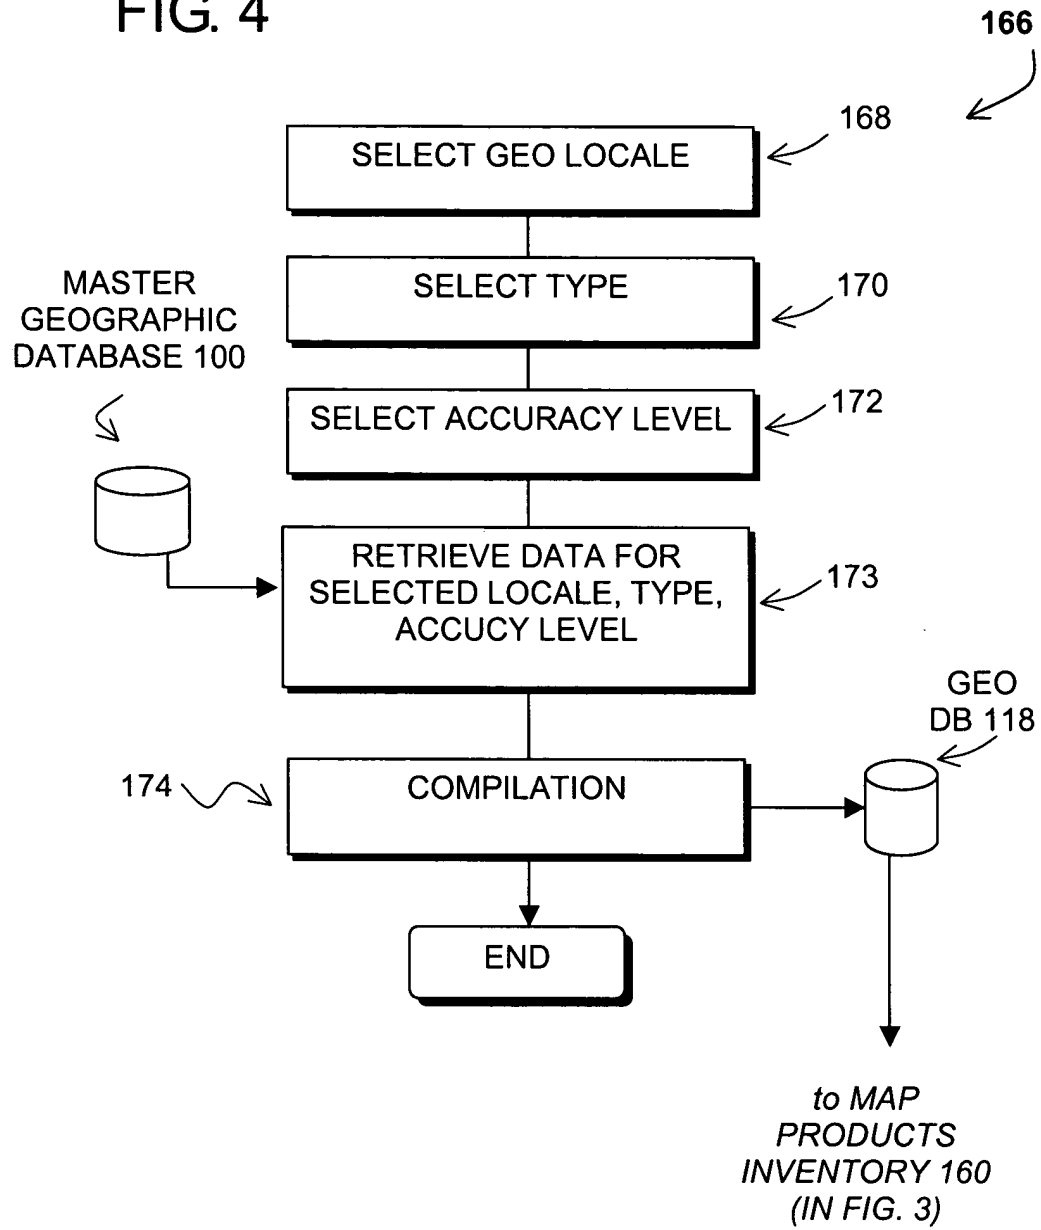 FIG. 4
166
168
SELECT GEO LOCALE
170
SELECT TYPE
MASTER
GEOGRAPHIC
DATABASE 100
172
SELECT ACCURACY LEVEL
RETRIEVE DATA FOR
SELECTED LOCALE, TYPE,
ACCUCY LEVEL
173
GEO
DB 118
174
COMPILATION
END
to MAP
PRODUCTS
INVENTORY 160
(IN FIG. 3)